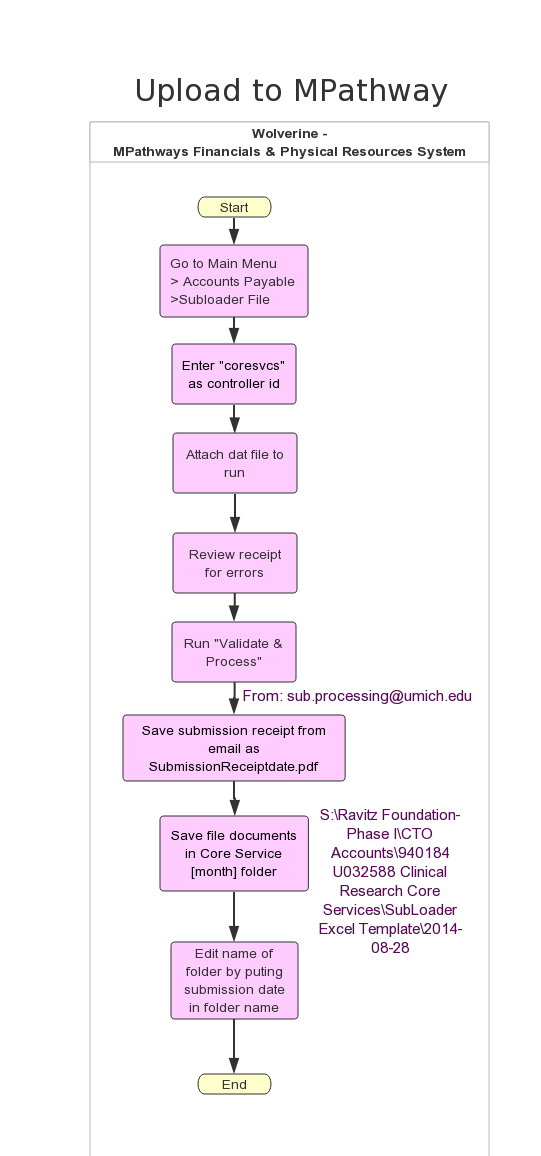 Upload to MPathway
Wolverine -
MPathways Financials & Physical Resources System
Start
Go to Main Menu
> Accounts Payable
>Subloader File
Enter "coresvcs"
as controller id
Attach dat file to
run
Review receipt
for errors
Run "Validate &
Process"
From: sub.processing@umich.edu
Save submission receipt from
email as
SubmissionReceiptdate.pdf
Save file documents
in Core Service
[month] folder
S:\Ravitz Foundation-
Phase I\CTO
Accounts\940184
U032588 Clinical
Research Core
Services\SubLoader
Excel Template\2014-
08-28
Edit name of
folder by puting
submission date
in folder name
End